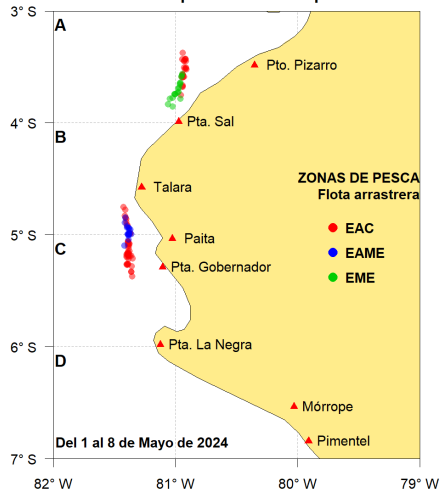 3° S
A
Pto. Pizarro
4° S
Pta. Sal
B
Talara
ZONAS DE PESCA
Flota arrastrera
EAC
5° S
Paita
C
EAME
Pta. Gobernador
EME
6° S
Pta. La Negra
D
Mórrope
Del 1 al 8 de Mayo de 2024
Pimentel
7° S
82° W
81° W
80° W
79° W